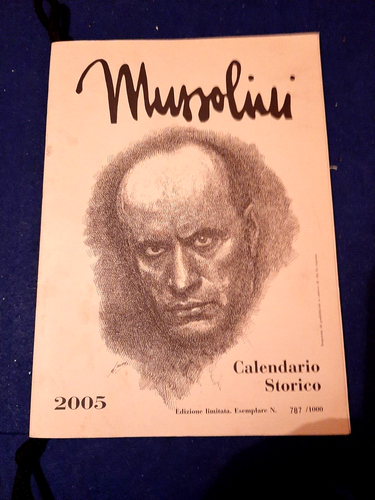 Mussolini
Calendario
Storico
2005
Edizione limitata. Esemplare N. 787 /1000